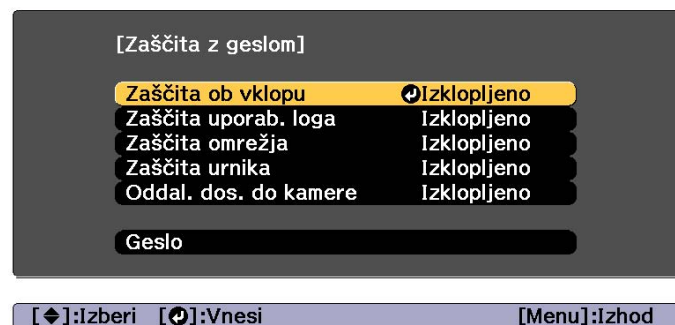 [Zaščita z geslom]
Zaščita ob vklopu Izklopljeno
Zaščita uporab. loga Izklopljeno
Zaščita omrežja Izklopljeno
Zaščita urnika Izklopljeno
Oddal. dos. do kamere Izklopljeno
Geslo
[◆]:Izberi [⏎]:Vnesi [Menu]:Izhod